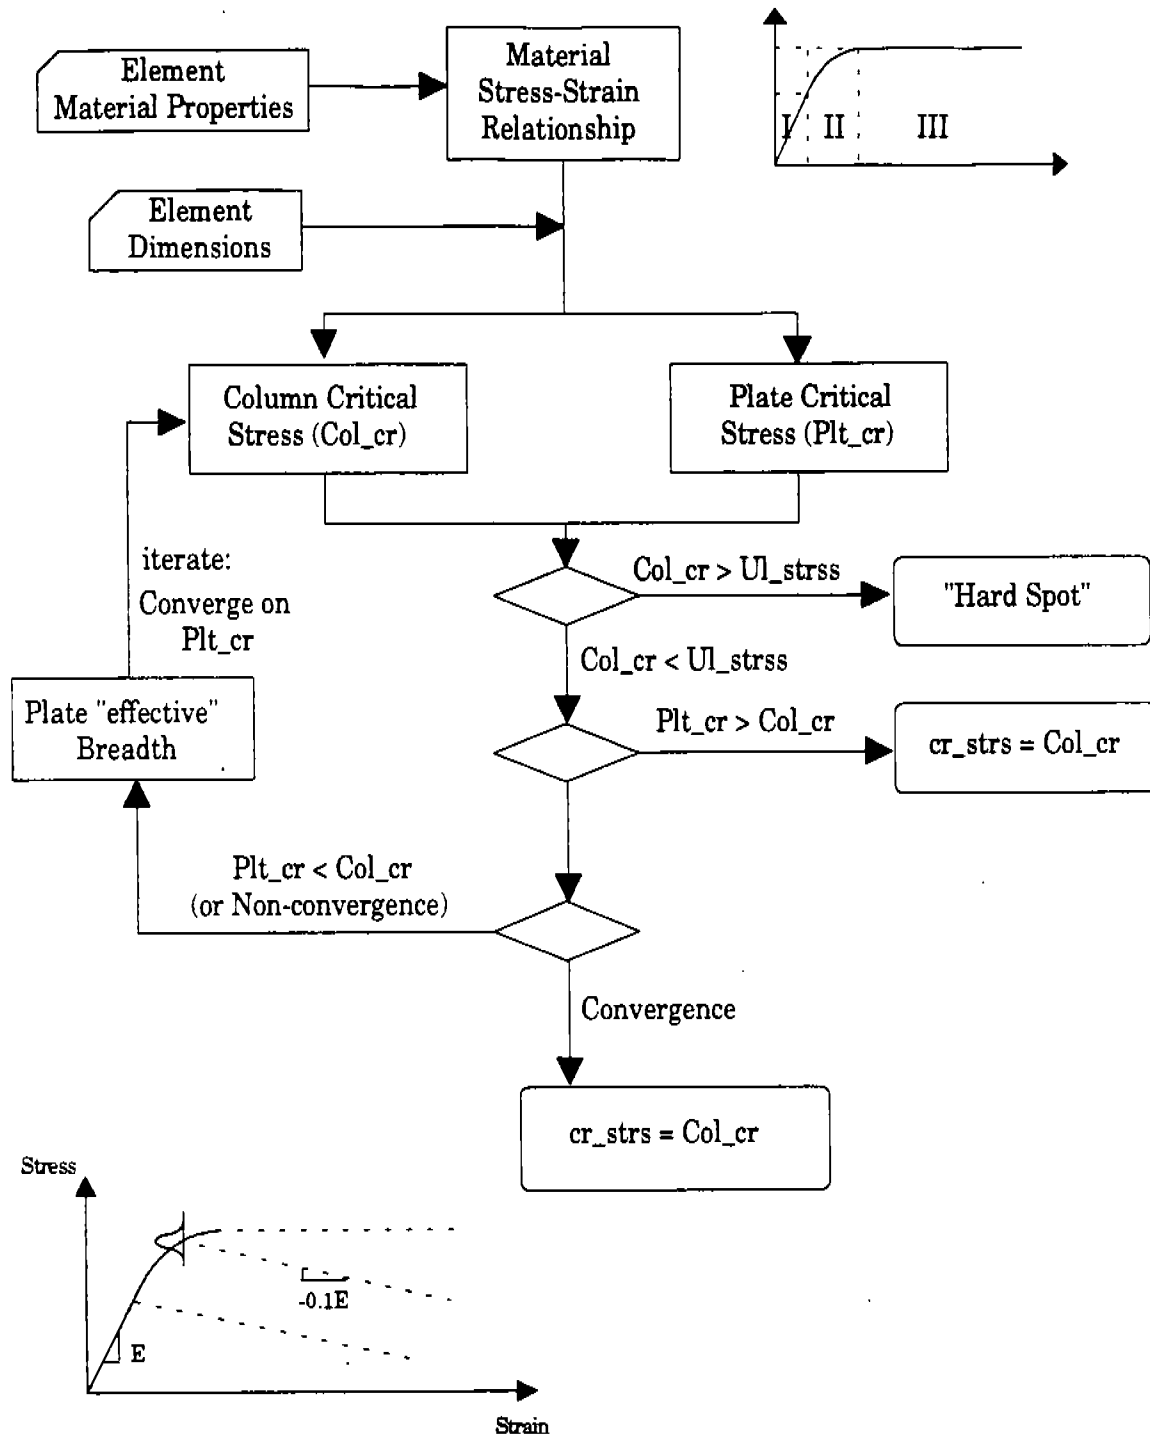 Element
Material Properties
Material
Stress-Strain
Relationship
I
II
III
Element
Dimensions
Column Critical
Stress (Col_cr)
Plate Critical
Stress (Plt_cr)
iterate:
Converge on
Plt_cr
Col_cr > Ul_strss
"Hard Spot"
Col_cr < Ul_strss
Plate "effective"
Breadth
Plt_cr > Col_cr
cr_strs = Col_cr
Plt_cr < Col_cr
(or Non-convergence)
Convergence
cr_strs = Col_cr
Stress
-0.1E
E
Strain